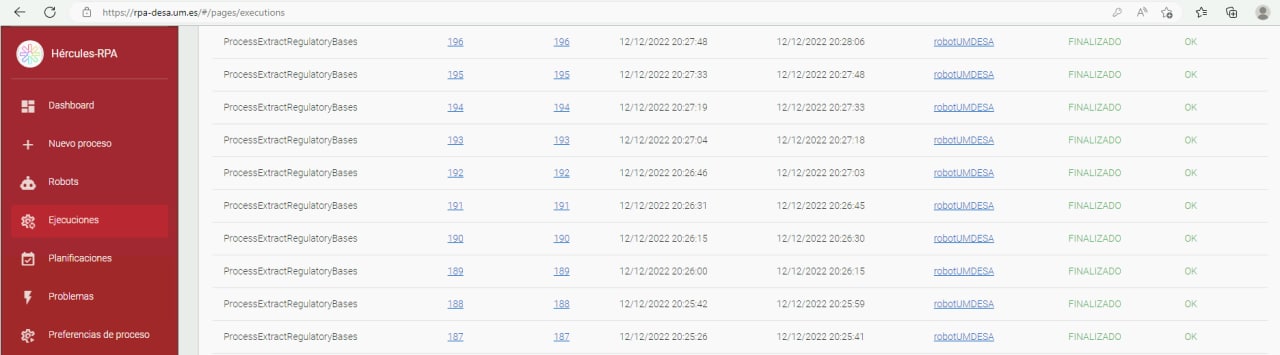 https://rpa-desa.um.es/#/pages/executions
Hércules-RPA
Dashboard
Nuevo proceso
Robots
Ejecuciones
Planificaciones
Problemas
Preferencias de proceso
ProcessExtractRegulatoryBases 196 196 12/12/2022 20:27:48 12/12/2022 20:28:06 robotUMDESA FINALIZADO OK
ProcessExtractRegulatoryBases 195 195 12/12/2022 20:27:33 12/12/2022 20:27:48 robotUMDESA FINALIZADO OK
ProcessExtractRegulatoryBases 194 194 12/12/2022 20:27:19 12/12/2022 20:27:33 robotUMDESA FINALIZADO OK
ProcessExtractRegulatoryBases 193 193 12/12/2022 20:27:04 12/12/2022 20:27:18 robotUMDESA FINALIZADO OK
ProcessExtractRegulatoryBases 192 192 12/12/2022 20:26:46 12/12/2022 20:27:03 robotUMDESA FINALIZADO OK
ProcessExtractRegulatoryBases 191 191 12/12/2022 20:26:31 12/12/2022 20:26:45 robotUMDESA FINALIZADO OK
ProcessExtractRegulatoryBases 190 190 12/12/2022 20:26:15 12/12/2022 20:26:30 robotUMDESA FINALIZADO OK
ProcessExtractRegulatoryBases 189 189 12/12/2022 20:26:00 12/12/2022 20:26:15 robotUMDESA FINALIZADO OK
ProcessExtractRegulatoryBases 188 188 12/12/2022 20:25:42 12/12/2022 20:25:59 robotUMDESA FINALIZADO OK
ProcessExtractRegulatoryBases 187 187 12/12/2022 20:25:26 12/12/2022 20:25:41 robotUMDESA FINALIZADO OK